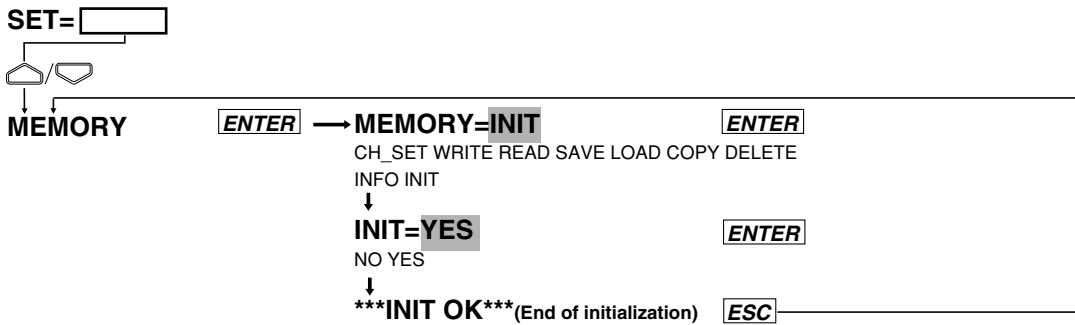 SET=
/
MEMORY ENTER MEMORY=INIT ENTER
CH_SET WRITE READ SAVE LOAD COPY DELETE
INFO INIT
INIT=YES ENTER
NO YES
***INIT OK***(End of initialization) ESC